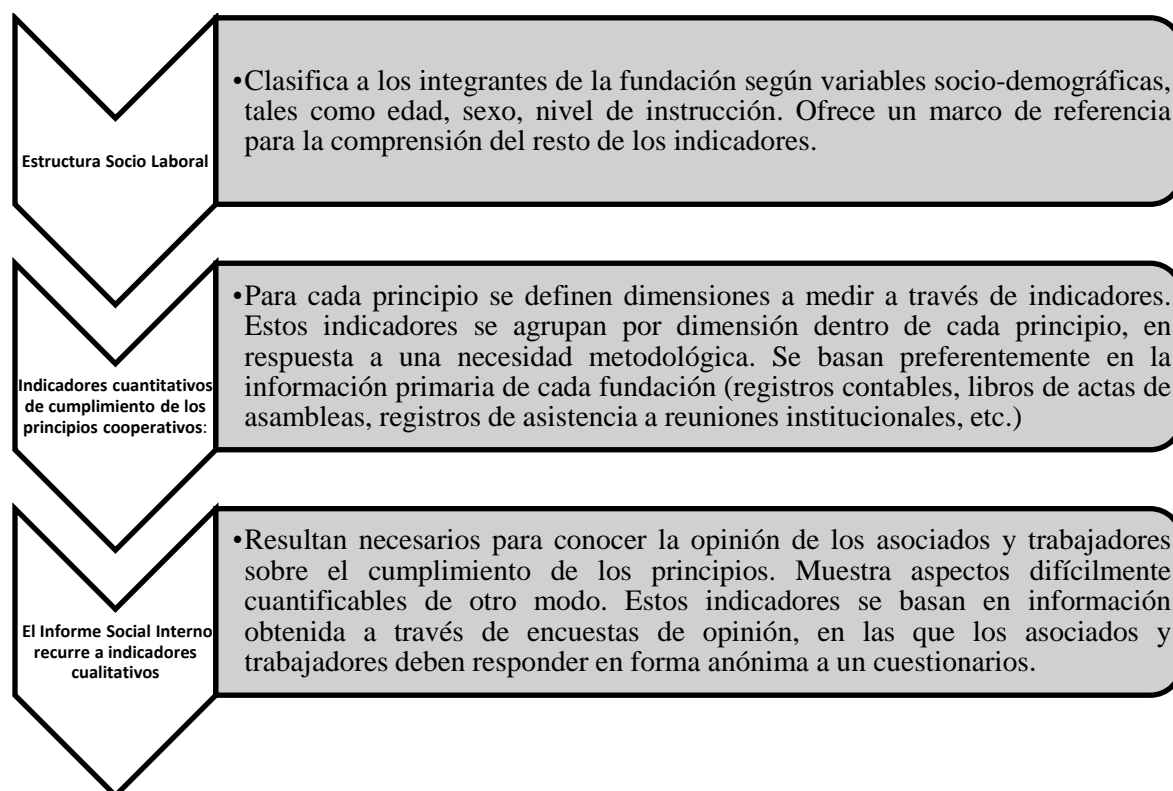 Estructura Socio Laboral
•Clasifica a los integrantes de la fundación según variables socio-demográficas,
tales como edad, sexo, nivel de instrucción. Ofrece un marco de referencia
para la comprensión del resto de los indicadores.
Indicadores cuantitativos
de cumplimiento de los
principios cooperativos:
•Para cada principio se definen dimensiones a medir a través de indicadores.
Estos indicadores se agrupan por dimensión dentro de cada principio, en
respuesta a una necesidad metodológica. Se basan preferentemente en la
información primaria de cada fundación (registros contables, libros de actas de
asambleas, registros de asistencia a reuniones institucionales, etc.)
El Informe Social Interno
recurre a indicadores
cualitativos
•Resultan necesarios para conocer la opinión de los asociados y trabajadores
sobre el cumplimiento de los principios. Muestra aspectos difícilmente
cuantificables de otro modo. Estos indicadores se basan en información
obtenida a través de encuestas de opinión, en las que los asociados y
trabajadores deben responder en forma anónima a un cuestionarios.